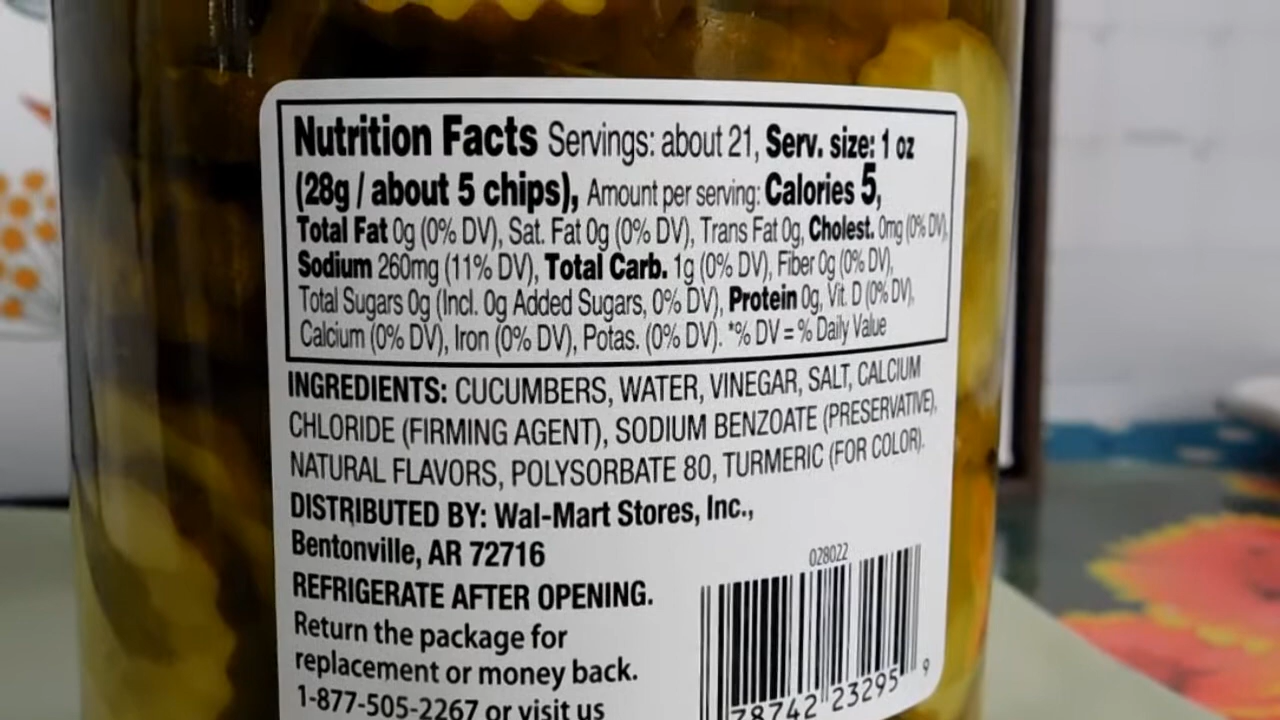 Nutrition Facts Servings: about 21, Serv. size: 1 oz
(28g / about 5 chips), Amount per serving: Calories 5,
Total Fat 0g (0% DV), Sat. Fat 0g (0% DV), Trans Fat 0g, Cholest. 0mg (0% DV),
Sodium 260mg (11% DV), Total Carb. 1g (0% DV), Fiber 0g (0% DV),
Total Sugars 0g (Incl. 0g Added Sugars, 0% DV), Protein 0g, Vit. D (0% DV),
Calcium (0% DV), Iron (0% DV), Potas. (0% DV). *% DV = % Daily Value
INGREDIENTS: CUCUMBERS, WATER, VINEGAR, SALT, CALCIUM
CHLORIDE (FIRMING AGENT), SODIUM BENZOATE (PRESERVATIVE),
NATURAL FLAVORS, POLYSORBATE 80, TURMERIC (FOR COLOR).
DISTRIBUTED BY: Wal-Mart Stores, Inc.,
Bentonville, AR 72716
REFRIGERATE AFTER OPENING.
Return the package for
replacement or money back.
1-877-505-2267 or visit us
028022
78742 23295 9